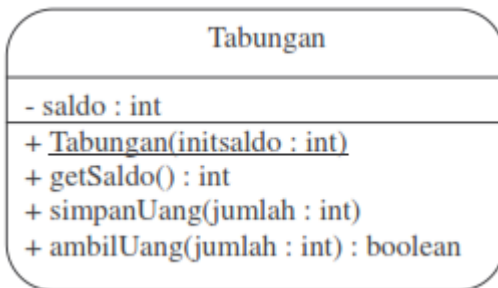 Tabungan
- saldo : int
+ Tabungan(initsaldo : int)
+ getSaldo() : int
+ simpanUang(jumlah : int)
+ ambilUang(jumlah : int) : boolean